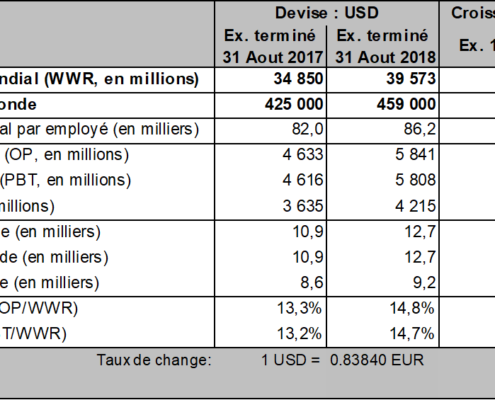 Devise : USD Croiss
Ex. terminé Ex. terminé Ex. 1
31 Aout 2017 31 Aout 2018
ndial (WWR, en millions) 34 850 39 573
onde 425 000 459 000
al par employé (en milliers) 82,0 86,2
(OP, en millions) 4 633 5 841
(PBT, en millions) 4 616 5 808
nillions) 3 635 4 215
e (en milliers) 10,9 12,7
de (en milliers) 10,9 12,7
e (en milliers) 8,6 9,2
OP/WWR) 13,3% 14,8%
T/WWR) 13,2% 14,7%
Taux de change: 1 USD = 0.83840 EUR